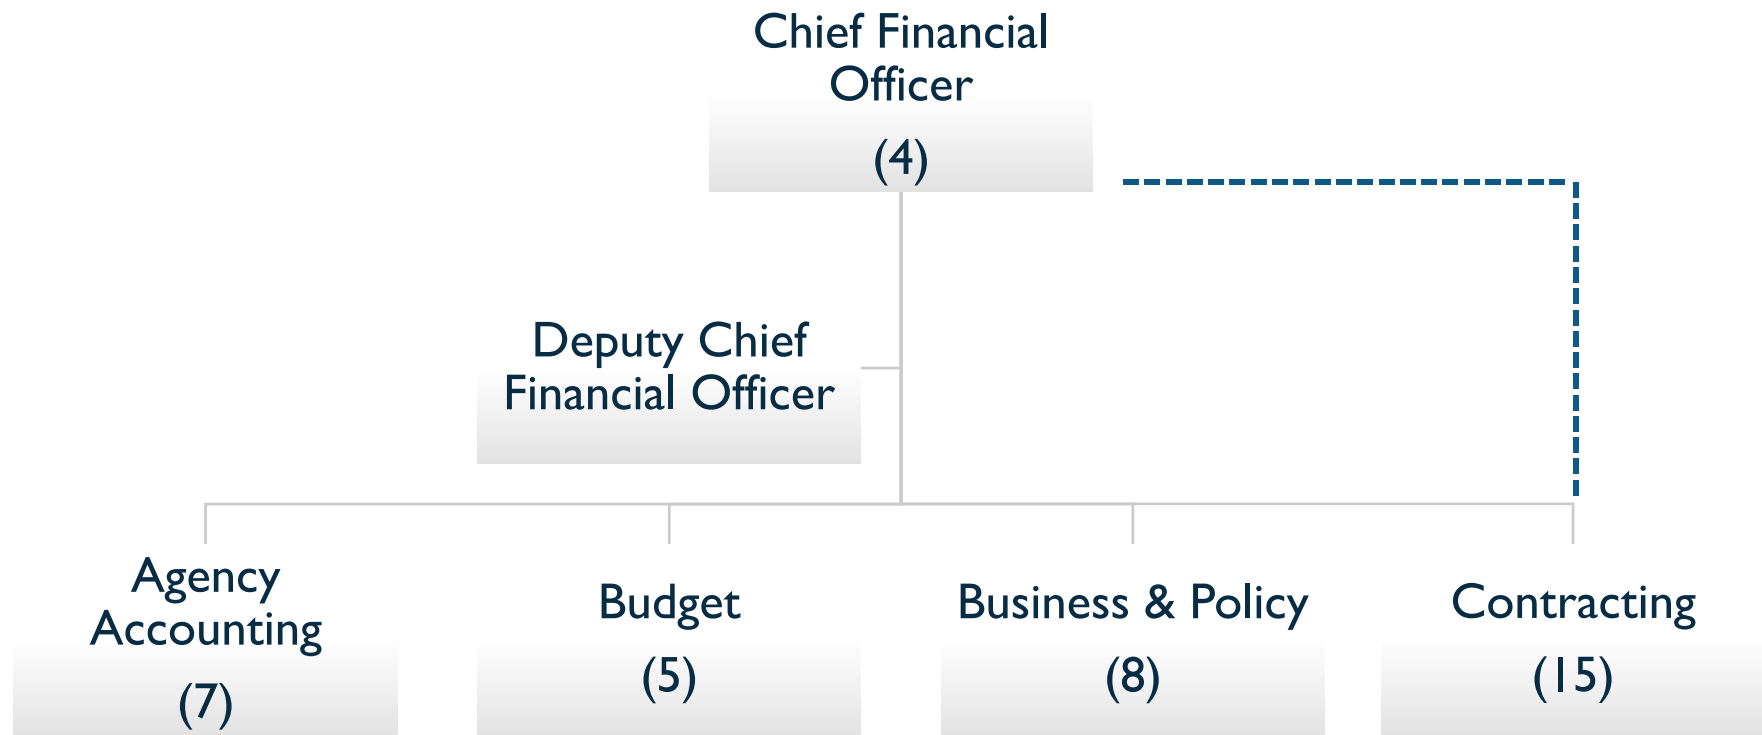 Chief Financial
Officer
(4)
Deputy Chief
Financial Officer
Agency
Accounting
(7)
Budget
(5)
Business & Policy
(8)
Contracting
(15)